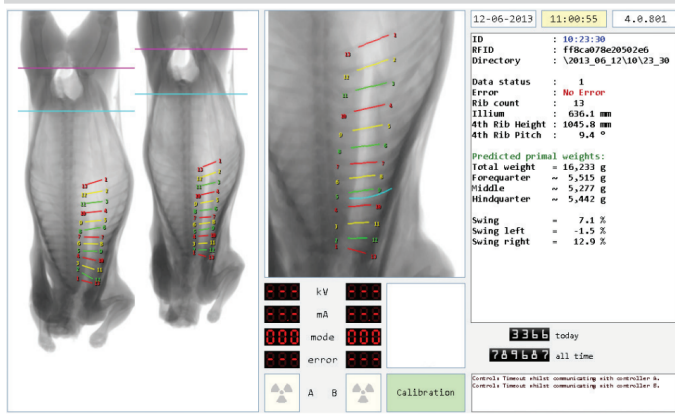 12-06-2013 11:00:55 4.0.801
ID : 10:23:30
RFID : ff8ca078e20502e6
Directory : \2013_06_12\10\23_30
Data status : 1
Error : No Error
Rib count : 13
Illium : 636.1 mm
4th Rib Height : 1045.8 mm
4th Rib Pitch : 9.4 °
Predicted primal weights:
Total weight = 16,233 g
Forequarter ~ 5,515 g
Middle ~ 5,277 g
Hindquarter ~ 5,442 g
Swing = 7.1 %
Swing left = -1.5 %
Swing right = 12.9 %
--- kV ---
--- mA ---
000 mode 000
--- error ---
A B Calibration
3366 today
789687 all time
Control: Timeout whilst communicating with controller A.
Control: Timeout whilst communicating with controller B.